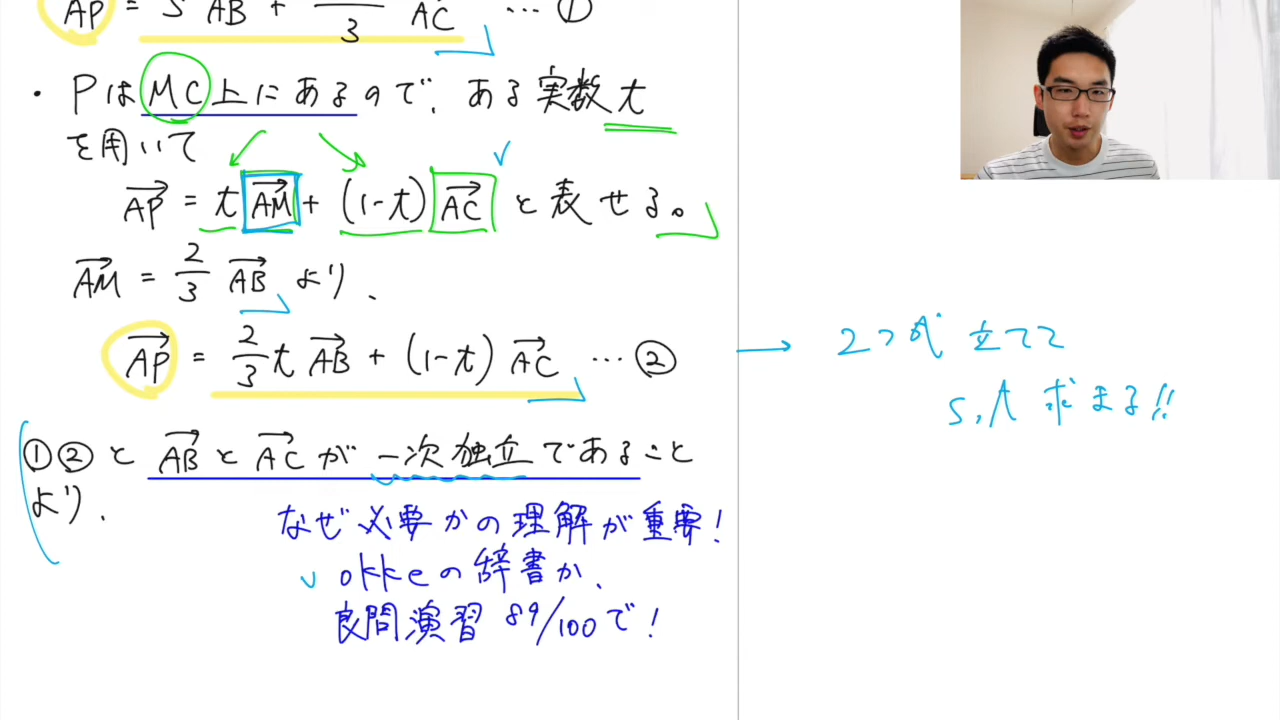 AP = s AB + /3 AC … ①
・PはMC上にあるので、ある実数t
を用いて
AP = t AM + (1-t) AC と表せる。
AM = 2/3 AB より、
AP = 2/3 t AB + (1-t) AC … ②
→ 2つ式立てて
s, t 求まる!!
①②と ABとACが一次独立であること
より、
なぜ必要かの理解が重要!
okkeの辞書か、
良問演習 89/100で!